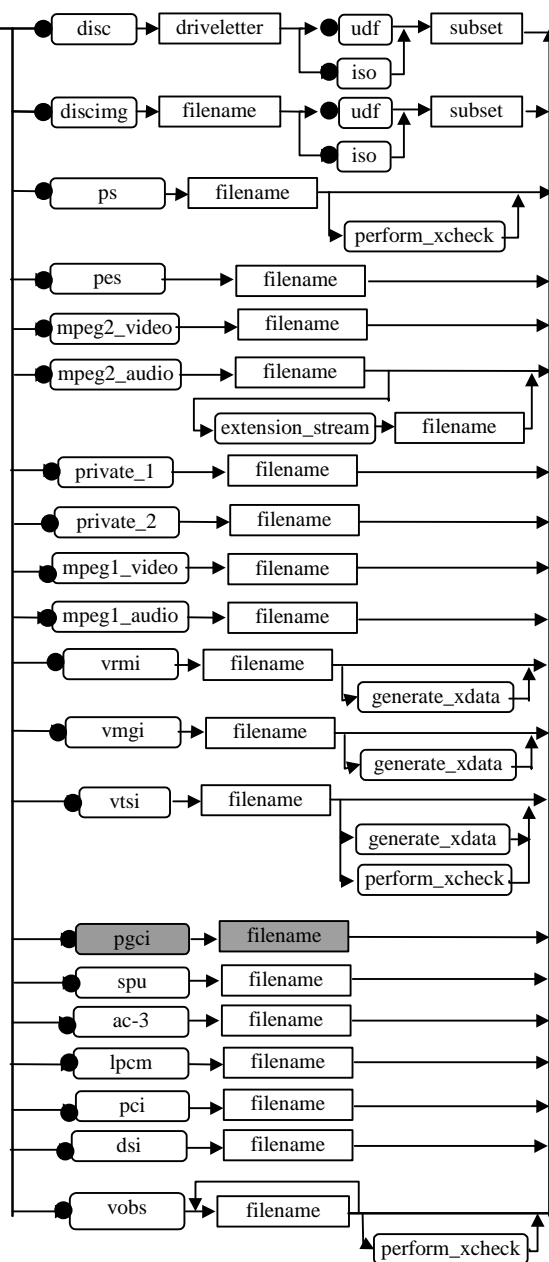 disc driveletter udf subset
iso
discimg filename udf subset
iso
ps filename
perform_xcheck
pes filename
mpeg2_video filename
mpeg2_audio filename
extension_stream filename
private_1 filename
private_2 filename
mpeg1_video filename
mpeg1_audio filename
vrmi filename
generate_xdata
vmgi filename
generate_xdata
vtsi filename
generate_xdata
perform_xcheck
pgci filename
spu filename
ac-3 filename
lpcm filename
pci filename
dsi filename
vobs filename
perform_xcheck